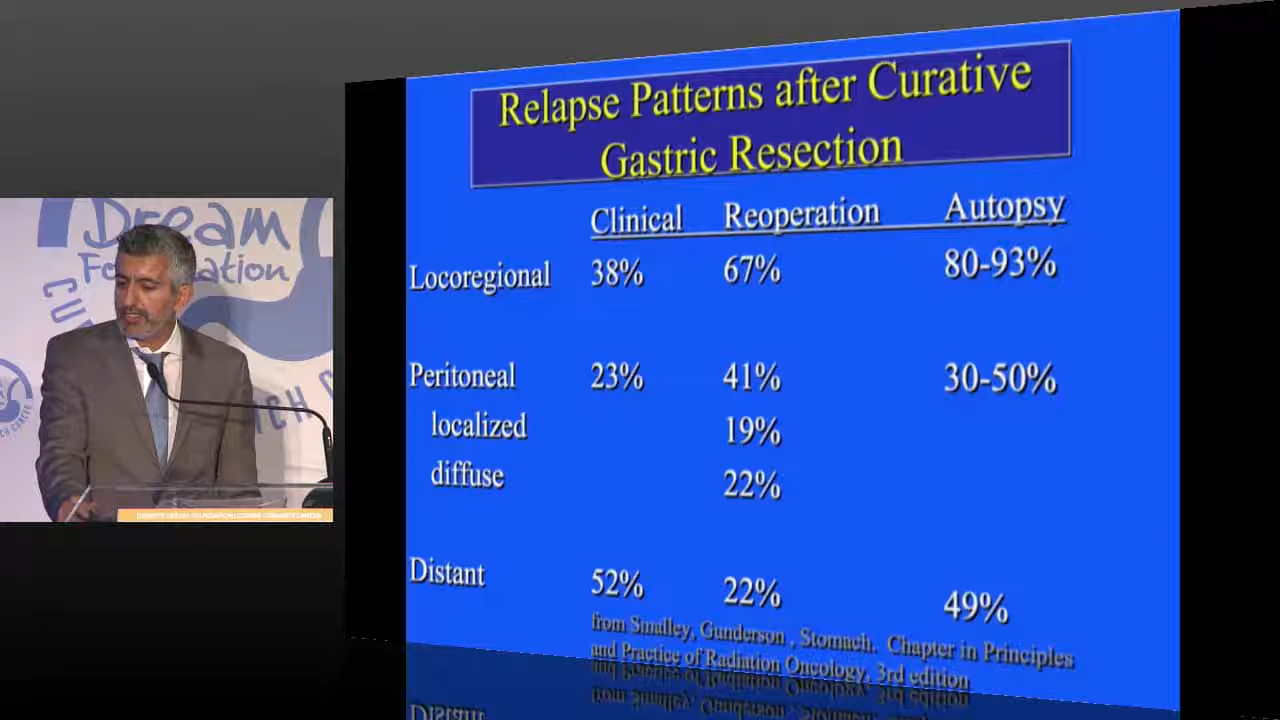 Relapse Patterns after Curative
Gastric Resection
Clinical Reoperation Autopsy
Locoregional 38% 67% 80-93%
Peritoneal 23% 41% 30-50%
localized 19%
diffuse 22%
Distant 52% 22% 49%
from Smalley, Gunderson , Stomach. Chapter in Principles
and Practice of Radiation Oncology, 3rd edition
Dream
Foundation